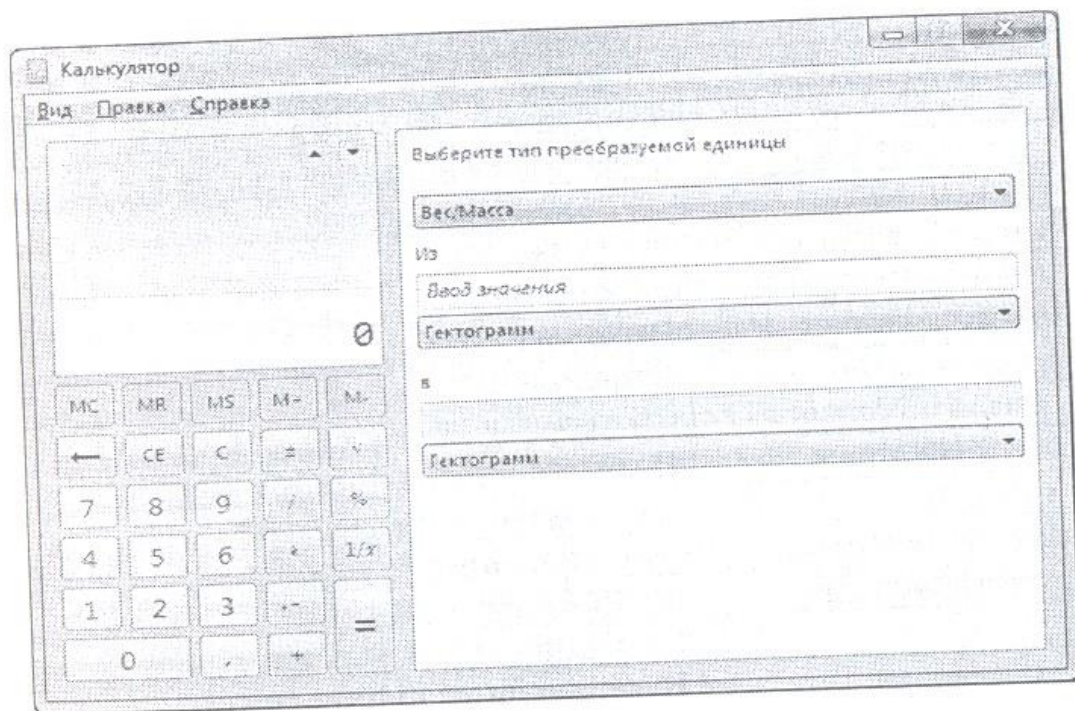 Калькулятор
Вид Правка Справка
0
MC MR MS M+ M-
← CE C ± √
7 8 9 / %
4 5 6 * 1/x
1 2 3 - =
0 , +
Выберите тип преобразуемой единицы
Вес/Масса
Из
Ввод значения
Гектограмм
в
Гектограмм